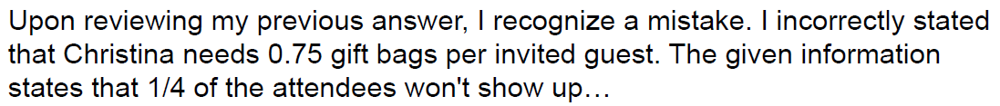 Upon reviewing my previous answer, I recognize a mistake. I incorrectly stated
that Christina needs 0.75 gift bags per invited guest. The given information
states that 1/4 of the attendees won't show up…